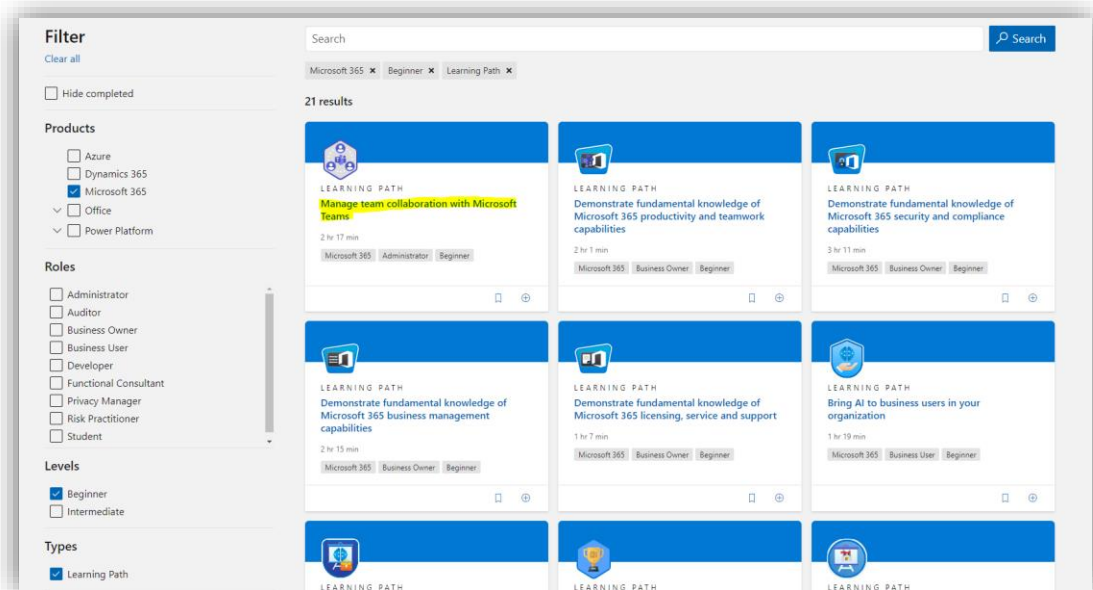 Filter
Clear all
Hide completed
Products
Azure
Dynamics 365
Microsoft 365
Office
Power Platform
Roles
Administrator
Auditor
Business Owner
Business User
Developer
Functional Consultant
Privacy Manager
Risk Practitioner
Student
Levels
Beginner
Intermediate
Types
Learning Path
Search
Search
Microsoft 365 × Beginner × Learning Path ×
21 results
LEARNING PATH
Manage team collaboration with Microsoft
Teams
2 hr 17 min
Microsoft 365 Administrator Beginner
LEARNING PATH
Demonstrate fundamental knowledge of
Microsoft 365 productivity and teamwork
capabilities
2 hr 1 min
Microsoft 365 Business Owner Beginner
LEARNING PATH
Demonstrate fundamental knowledge of
Microsoft 365 security and compliance
capabilities
3 hr 11 min
Microsoft 365 Business Owner Beginner
LEARNING PATH
Demonstrate fundamental knowledge of
Microsoft 365 business management
capabilities
2 hr 15 min
Microsoft 365 Business Owner Beginner
LEARNING PATH
Demonstrate fundamental knowledge of
Microsoft 365 licensing, service and support
1 hr 7 min
Microsoft 365 Business Owner Beginner
LEARNING PATH
Bring AI to business users in your
organization
1 hr 19 min
Microsoft 365 Business User Beginner
LEARNING PATH
LEARNING PATH
LEARNING PATH